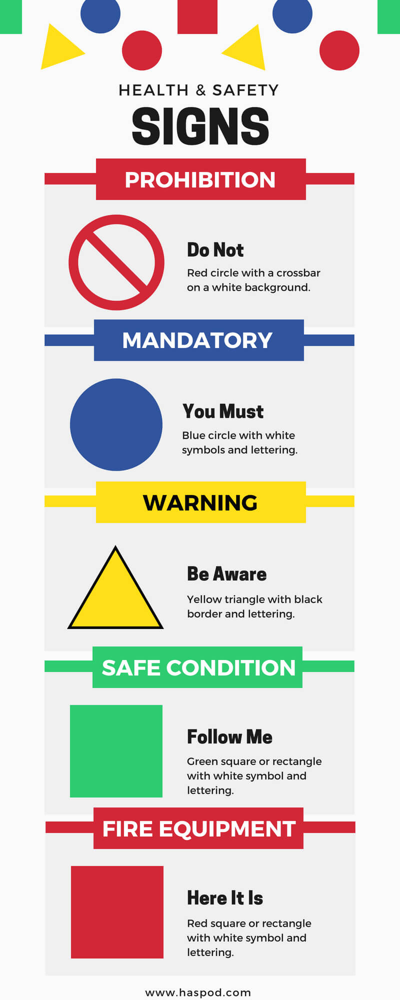 HEALTH & SAFETY
SIGNS
PROHIBITION
Do Not
Red circle with a crossbar
on a white background.
MANDATORY
You Must
Blue circle with white
symbols and lettering.
WARNING
Be Aware
Yellow triangle with black
border and lettering.
SAFE CONDITION
Follow Me
Green square or rectangle
with white symbol and
lettering.
FIRE EQUIPMENT
Here It Is
Red square or rectangle
with white symbol and
lettering.
www.haspod.com